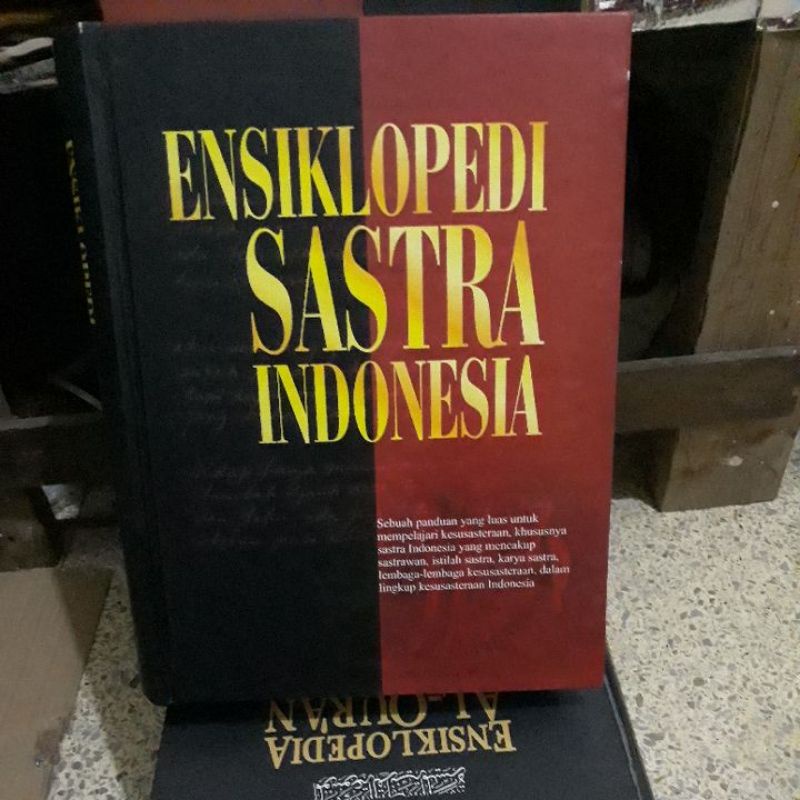 ENSIKLOPEDI
SASTRA
INDONESIA
Sebuah panduan yang luas untuk
mempelajari kesusasteraan, khususnya
sastra Indonesia yang mencakup
sastrawan, istilah sastra, karya sastra,
lembaga-lembaga kesusasteraan, dalam
lingkup kesusasteraan Indonesia
ENSIKLOPEDI
ENSIKLOPEDIA
AL-QUR'AN